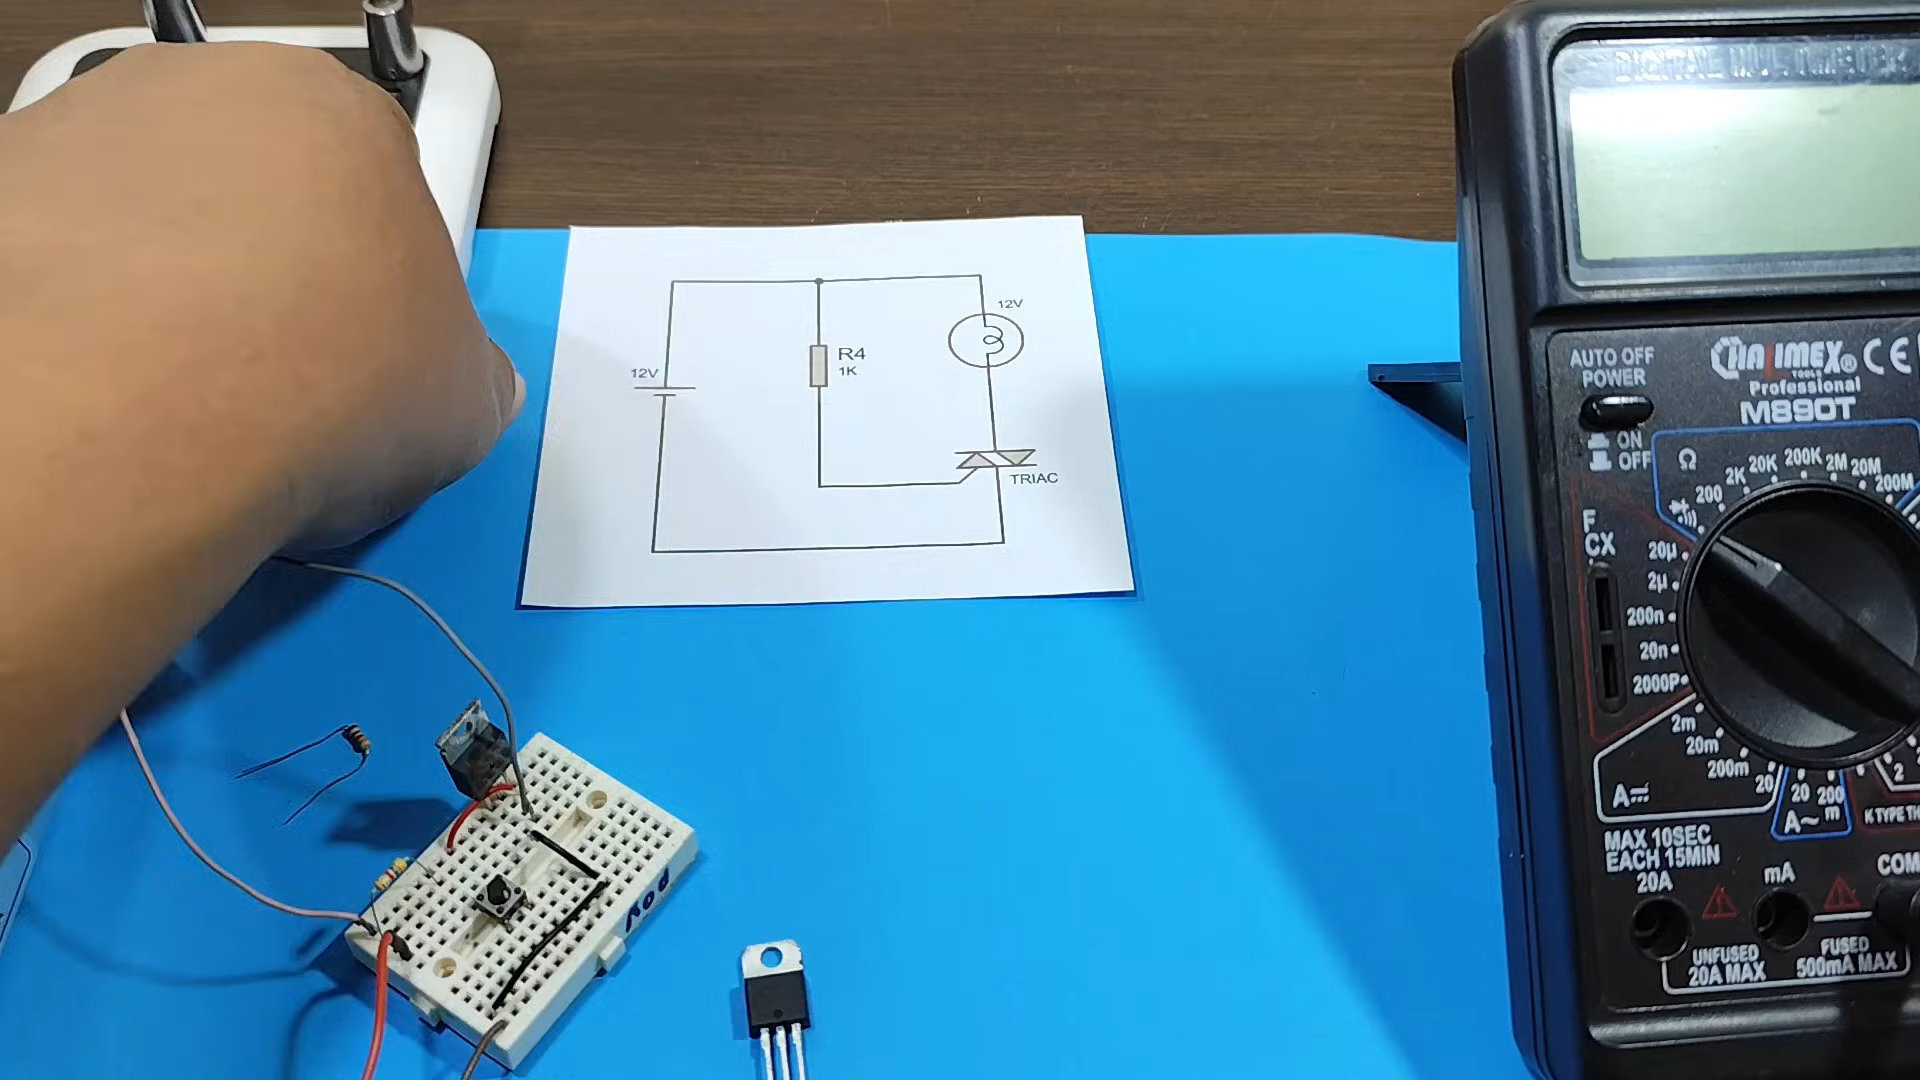 DIGITAL MULTIMETER
12V
12V
R4
1K
TRIAC
AUTO OFF
POWER
ON
OFF
HALIMEX® CE
TOOLS
Professional
M890T
Ω
200
2K
20K
200K
2M
20M
200M
F
CX
20µ
2µ
200n
20n
2000P
2m
20m
200m
20
A
20
200
m
A~
2
K TYPE TH
MAX 10SEC
EACH 15MIN
20A
mA
COM
UNFUSED
20A MAX
FUSED
500mA MAX